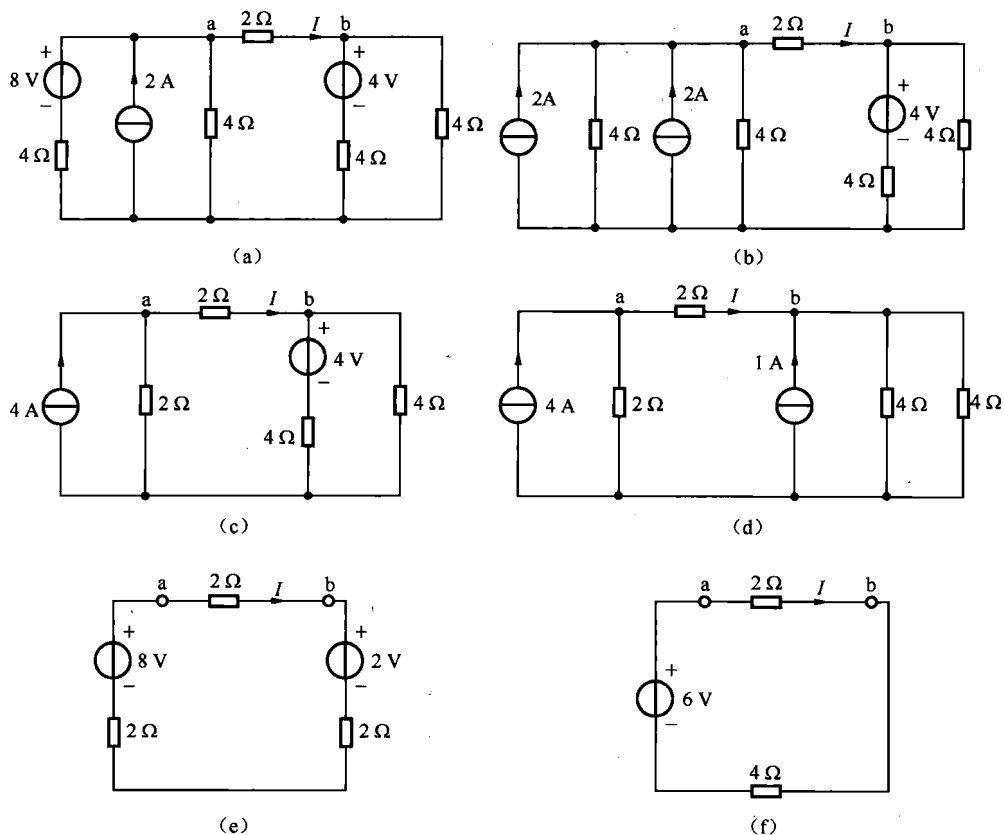 a 2 Ω I b
+ +
8 V 2 A 4 V
− −
4 Ω 4 Ω 4 Ω 4 Ω
(a)
a 2 Ω I b
2A 2A + 4 V
4 Ω 4 Ω − 4 Ω
4 Ω
(b)
a 2 Ω I b
+
4 V
−
4 A 2 Ω 4 Ω
4 Ω
(c)
a 2 Ω I b
1 A
4 A 2 Ω 4 Ω 4 Ω
(d)
a 2 Ω I b
+ +
8 V 2 V
− −
2 Ω 2 Ω
(e)
a 2 Ω I b
+
6 V
−
4 Ω
(f)